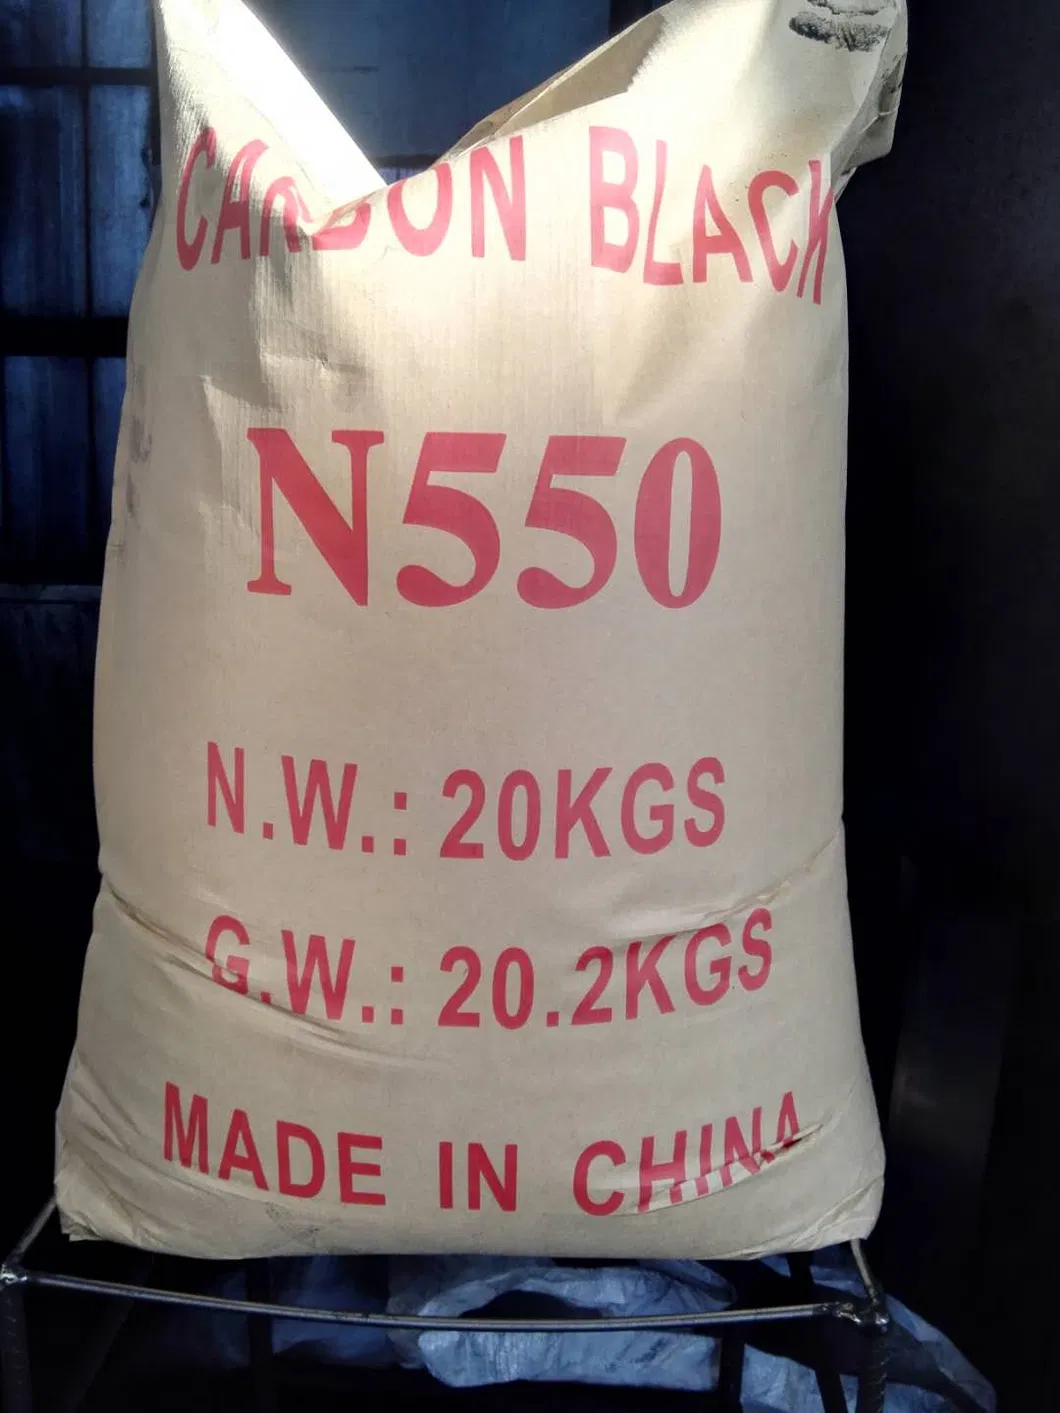 CARBON BLACK
N550
N.W.: 20KGS
G.W.: 20.2KGS
MADE IN CHINA